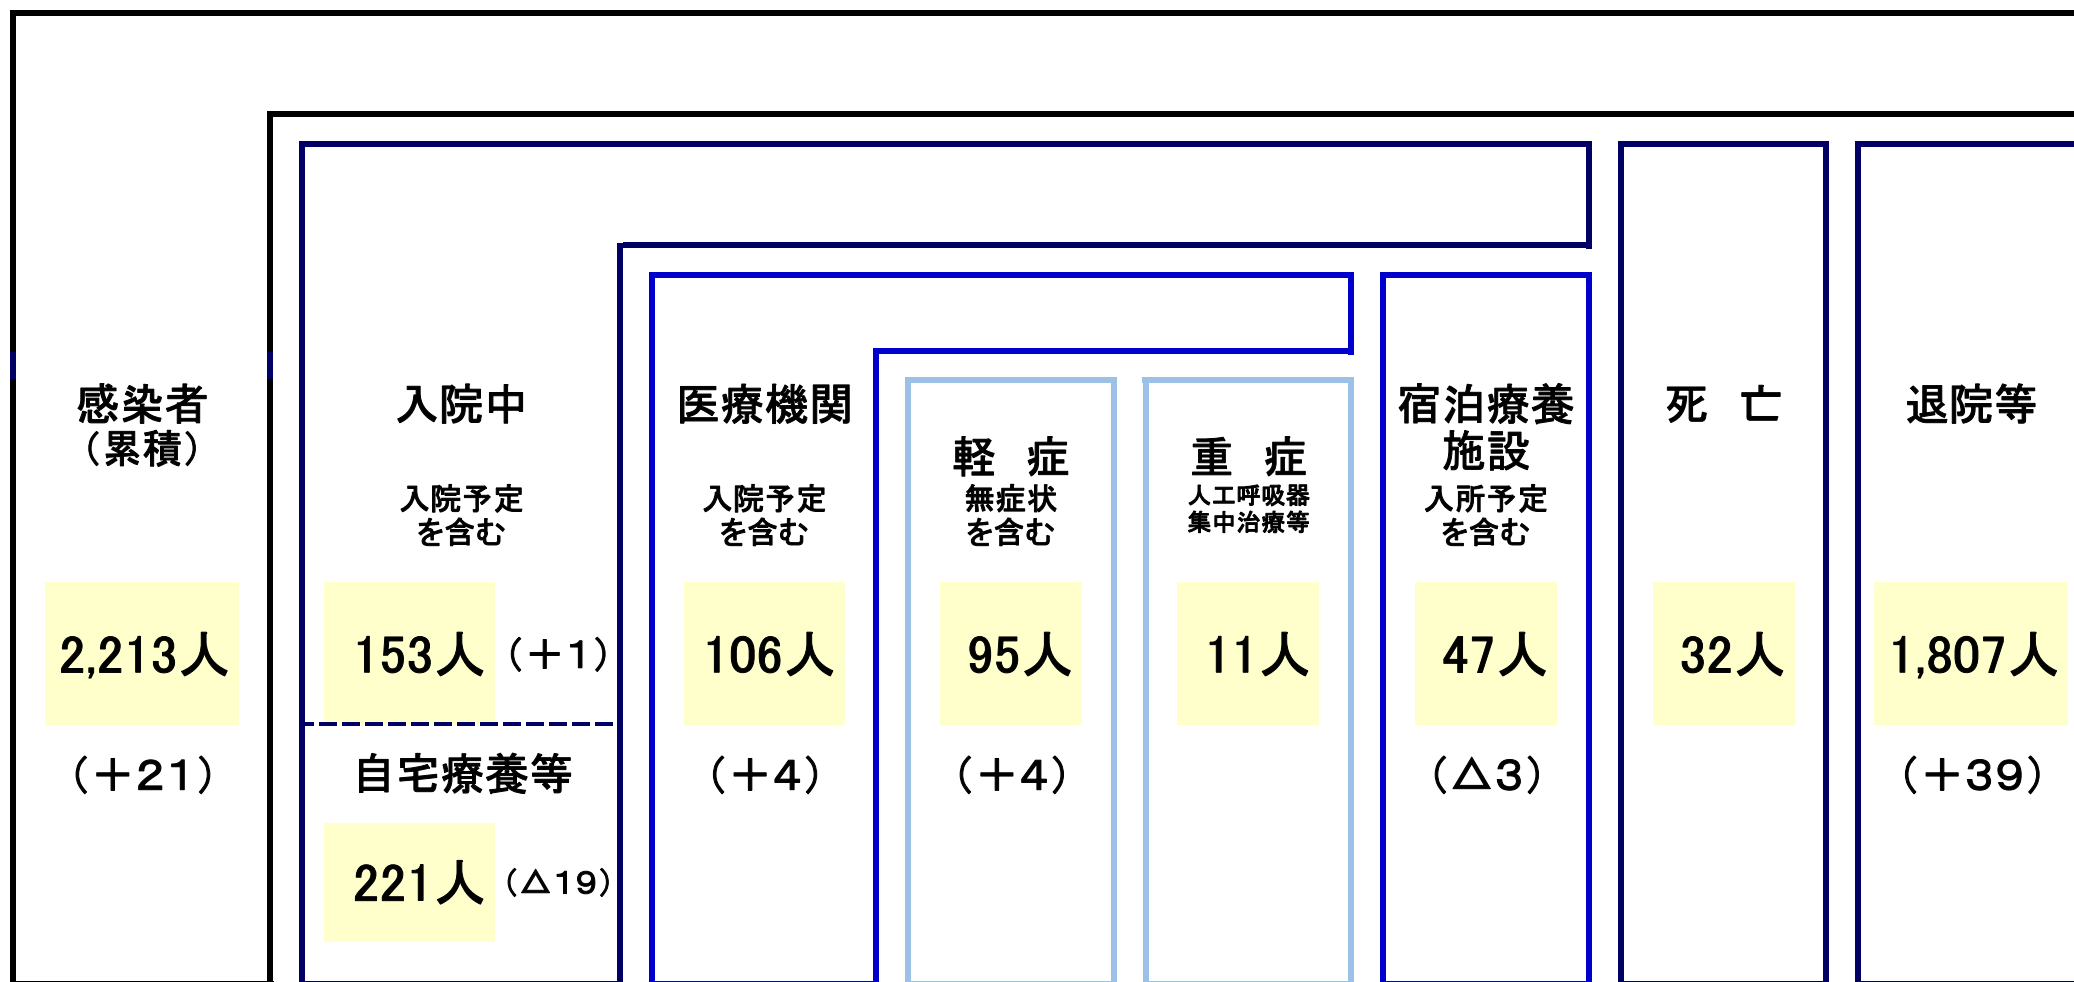 感染者
（累積）
2,213人
（＋21）
入院中
入院予定
を含む
153人（＋1）
自宅療養等
221人（△19）
医療機関
入院予定
を含む
106人
（＋4）
軽　症
無症状
を含む
95人
（＋4）
重　症
人工呼吸器
集中治療等
11人
宿泊療養
施設
入所予定
を含む
47人
（△3）
死　亡
32人
退院等
1,807人
（＋39）